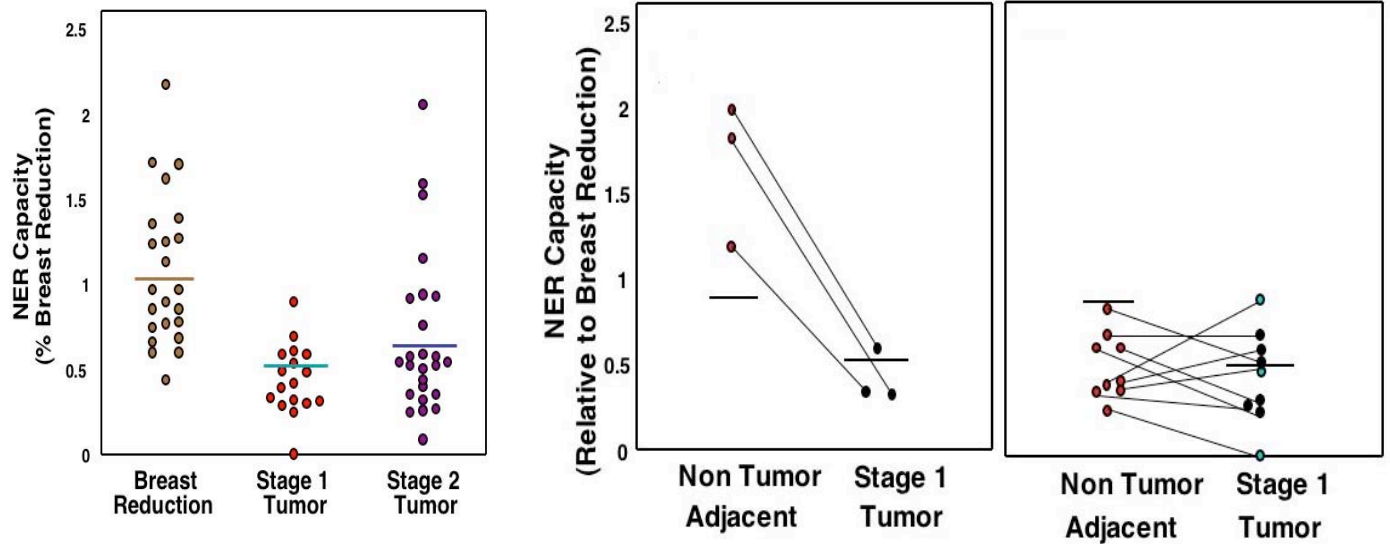 NER Capacity
(% Breast Reduction)
2.5
2
1.5
1
0.5
0
Breast
Reduction
Stage 1
Tumor
Stage 2
Tumor
NER Capacity
(Relative to Breast Reduction)
2.5
2
1.5
1
0.5
0
Non Tumor
Adjacent
Stage 1
Tumor
Non Tumor
Adjacent
Stage 1
Tumor